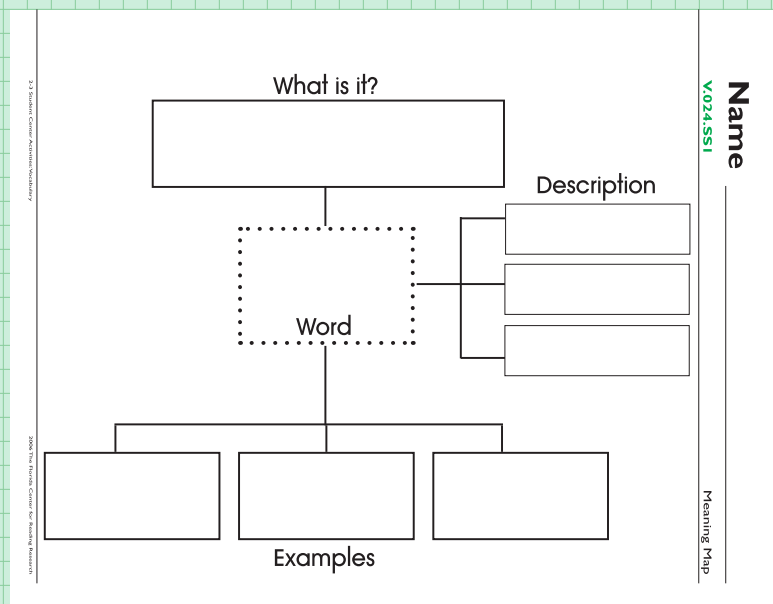 Name
V.024.SS1
Meaning Map
What is it?
Description
Word
Examples
2-3 Student Center Activities: Vocabulary
2006 The Florida Center for Reading Research